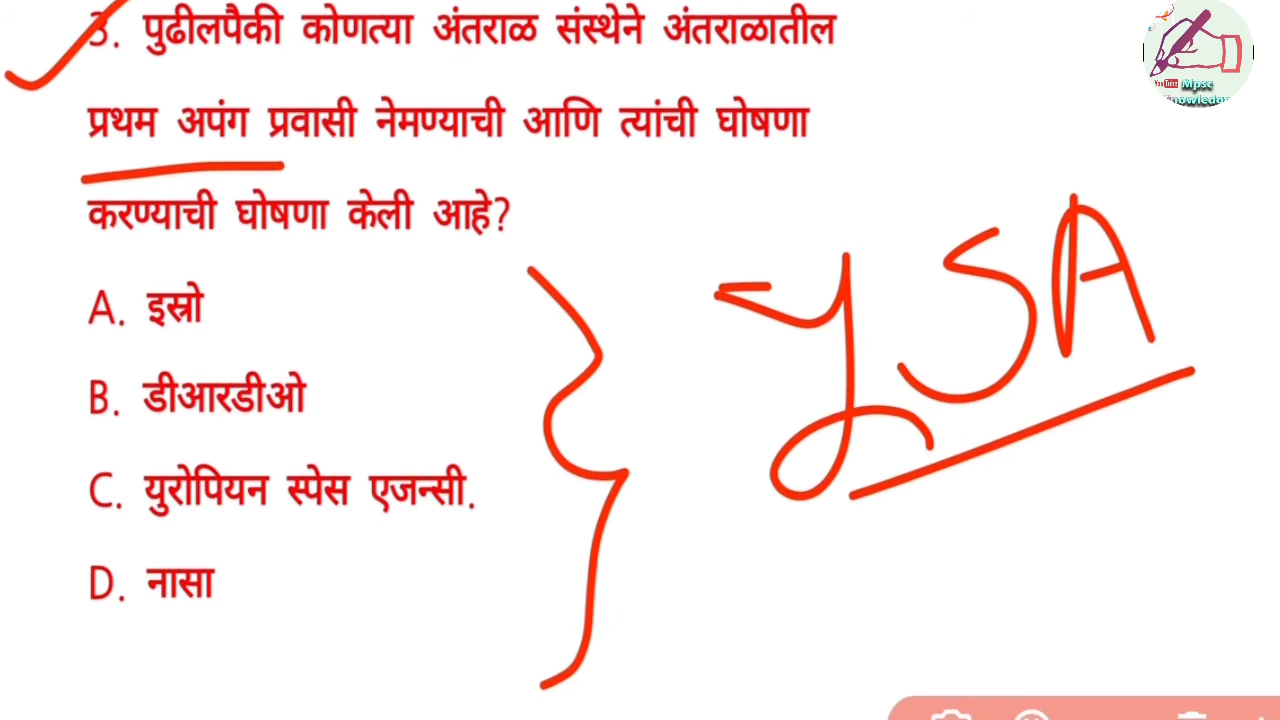 3. पुढीलपैकी कोणत्या अंतराळ संस्थेने अंतराळातील
प्रथम अपंग प्रवासी नेमण्याची आणि त्यांची घोषणा
करण्याची घोषणा केली आहे?
A. इस्रो
B. डीआरडीओ
C. युरोपियन स्पेस एजन्सी.
D. नासा
SA
Mpsc